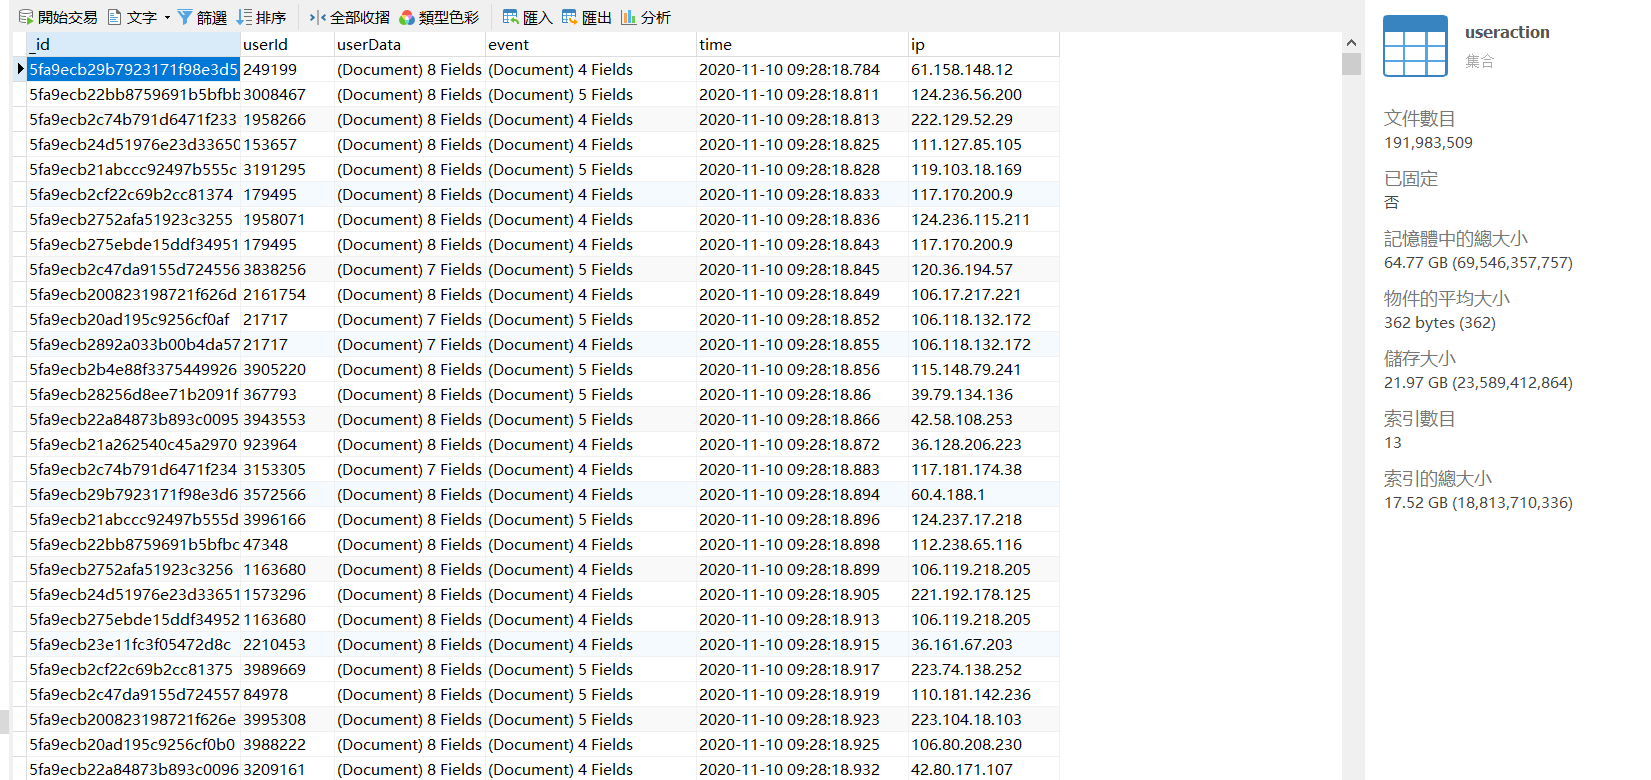 開始交易 文字 篩選 排序 全部收摺 類型色彩 匯入 匯出 分析
_id userId userData event time ip
5fa9ecb29b7923171f98e3d5 249199 (Document) 8 Fields (Document) 4 Fields 2020-11-10 09:28:18.784 61.158.148.12
5fa9ecb22bb8759691b5bfbb 3008467 (Document) 8 Fields (Document) 5 Fields 2020-11-10 09:28:18.811 124.236.56.200
5fa9ecb2c74b791d6471f233 1958266 (Document) 8 Fields (Document) 4 Fields 2020-11-10 09:28:18.813 222.129.52.29
5fa9ecb24d51976e23d33650 153657 (Document) 8 Fields (Document) 4 Fields 2020-11-10 09:28:18.825 111.127.85.105
5fa9ecb21abccc92497b555c 3191295 (Document) 8 Fields (Document) 5 Fields 2020-11-10 09:28:18.828 119.103.18.169
5fa9ecb2cf22c69b2cc81374 179495 (Document) 8 Fields (Document) 4 Fields 2020-11-10 09:28:18.833 117.170.200.9
5fa9ecb2752afa51923c3255 1958071 (Document) 8 Fields (Document) 4 Fields 2020-11-10 09:28:18.836 124.236.115.211
5fa9ecb275ebde15ddf34951 179495 (Document) 8 Fields (Document) 4 Fields 2020-11-10 09:28:18.843 117.170.200.9
5fa9ecb2c47da9155d724556 3838256 (Document) 7 Fields (Document) 5 Fields 2020-11-10 09:28:18.845 120.36.194.57
5fa9ecb200823198721f626d 2161754 (Document) 8 Fields (Document) 4 Fields 2020-11-10 09:28:18.849 106.17.217.221
5fa9ecb20ad195c9256cf0af 21717 (Document) 7 Fields (Document) 5 Fields 2020-11-10 09:28:18.852 106.118.132.172
5fa9ecb2892a033b00b4da57 21717 (Document) 7 Fields (Document) 4 Fields 2020-11-10 09:28:18.855 106.118.132.172
5fa9ecb2b4e88f3375449926 3905220 (Document) 8 Fields (Document) 5 Fields 2020-11-10 09:28:18.856 115.148.79.241
5fa9ecb28256d8ee71b2091f 367793 (Document) 8 Fields (Document) 5 Fields 2020-11-10 09:28:18.86 39.79.134.136
5fa9ecb22a84873b893c0095 3943553 (Document) 8 Fields (Document) 5 Fields 2020-11-10 09:28:18.866 42.58.108.253
5fa9ecb21a262540c45a2970 923964 (Document) 8 Fields (Document) 4 Fields 2020-11-10 09:28:18.872 36.128.206.223
5fa9ecb2c74b791d6471f234 3153305 (Document) 7 Fields (Document) 4 Fields 2020-11-10 09:28:18.883 117.181.174.38
5fa9ecb29b7923171f98e3d6 3572566 (Document) 8 Fields (Document) 4 Fields 2020-11-10 09:28:18.894 60.4.188.1
5fa9ecb21abccc92497b555d 3996166 (Document) 8 Fields (Document) 5 Fields 2020-11-10 09:28:18.896 124.237.17.218
5fa9ecb22bb8759691b5bfbc 47348 (Document) 8 Fields (Document) 4 Fields 2020-11-10 09:28:18.898 112.238.65.116
5fa9ecb2752afa51923c3256 1163680 (Document) 8 Fields (Document) 4 Fields 2020-11-10 09:28:18.899 106.119.218.205
5fa9ecb24d51976e23d33651 1573296 (Document) 8 Fields (Document) 4 Fields 2020-11-10 09:28:18.905 221.192.178.125
5fa9ecb275ebde15ddf34952 1163680 (Document) 8 Fields (Document) 4 Fields 2020-11-10 09:28:18.913 106.119.218.205
5fa9ecb23e11fc3f05472d8c 2210453 (Document) 8 Fields (Document) 4 Fields 2020-11-10 09:28:18.915 36.161.67.203
5fa9ecb2cf22c69b2cc81375 3989669 (Document) 8 Fields (Document) 5 Fields 2020-11-10 09:28:18.917 223.74.138.252
5fa9ecb2c47da9155d724557 84978 (Document) 8 Fields (Document) 5 Fields 2020-11-10 09:28:18.919 110.181.142.236
5fa9ecb200823198721f626e 3995308 (Document) 8 Fields (Document) 5 Fields 2020-11-10 09:28:18.923 223.104.18.103
5fa9ecb20ad195c9256cf0b0 3988222 (Document) 8 Fields (Document) 4 Fields 2020-11-10 09:28:18.925 106.80.208.230
5fa9ecb22a84873b893c0096 3209161 (Document) 8 Fields (Document) 4 Fields 2020-11-10 09:28:18.932 42.80.171.107
useraction
集合
文件數目
191,983,509
已固定
否
記憶體中的總大小
64.77 GB (69,546,357,757)
物件的平均大小
362 bytes (362)
儲存大小
21.97 GB (23,589,412,864)
索引數目
13
索引的總大小
17.52 GB (18,813,710,336)